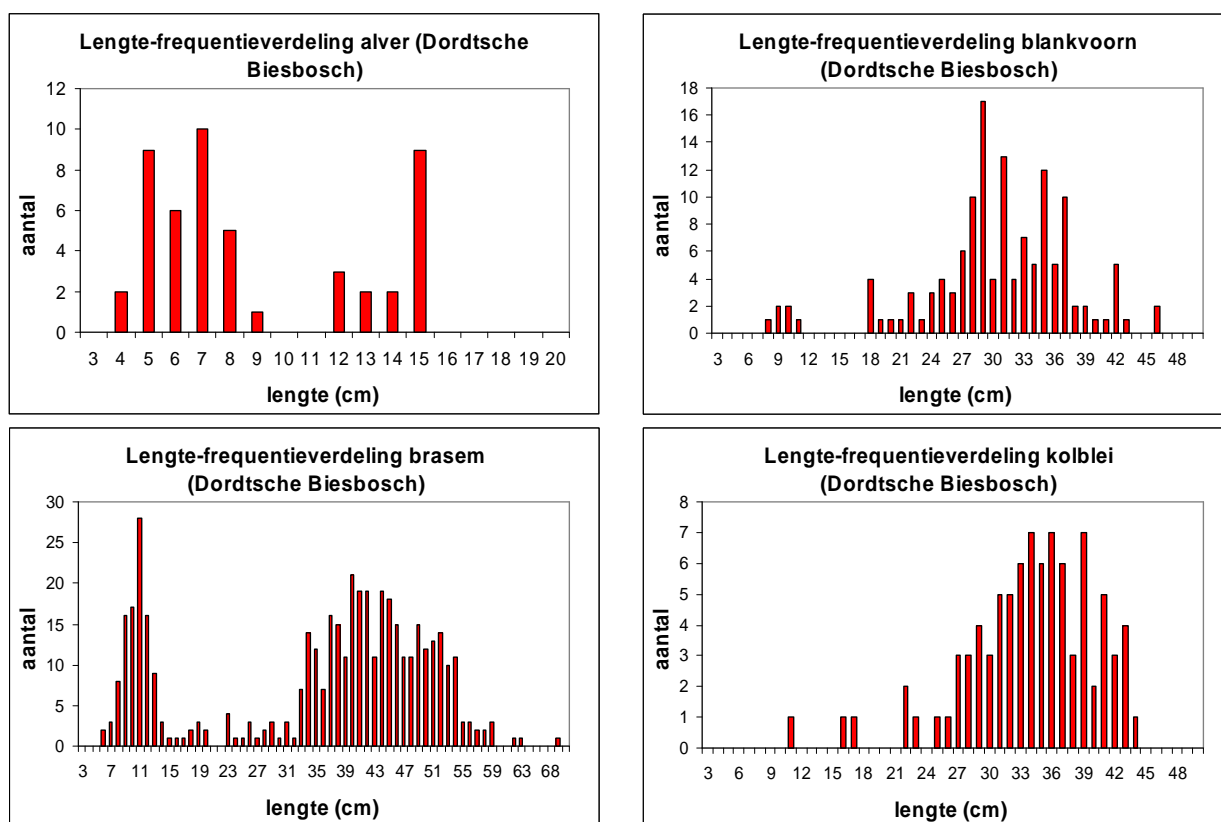 Lengte-frequentieverdeling alver (Dordtsche
Biesbosch)
12
10
8
6
4
2
0
aantal
3 4 5 6 7 8 9 10 11 12 13 14 15 16 17 18 19 20
lengte (cm)
Lengte-frequentieverdeling blankvoorn
(Dordtsche Biesbosch)
18
16
14
12
10
8
6
4
2
0
aantal
3 6 9 12 15 18 21 24 27 30 33 36 39 42 45 48
lengte (cm)
Lengte-frequentieverdeling brasem
(Dordtsche Biesbosch)
30
25
20
15
10
5
0
aantal
3 7 11 15 19 23 27 31 35 39 43 47 51 55 59 63 68
lengte (cm)
Lengte-frequentieverdeling kolblei
(Dordtsche Biesbosch)
8
7
6
5
4
3
2
1
0
aantal
3 6 9 12 15 18 21 24 27 30 33 36 39 42 45 48
lengte (cm)